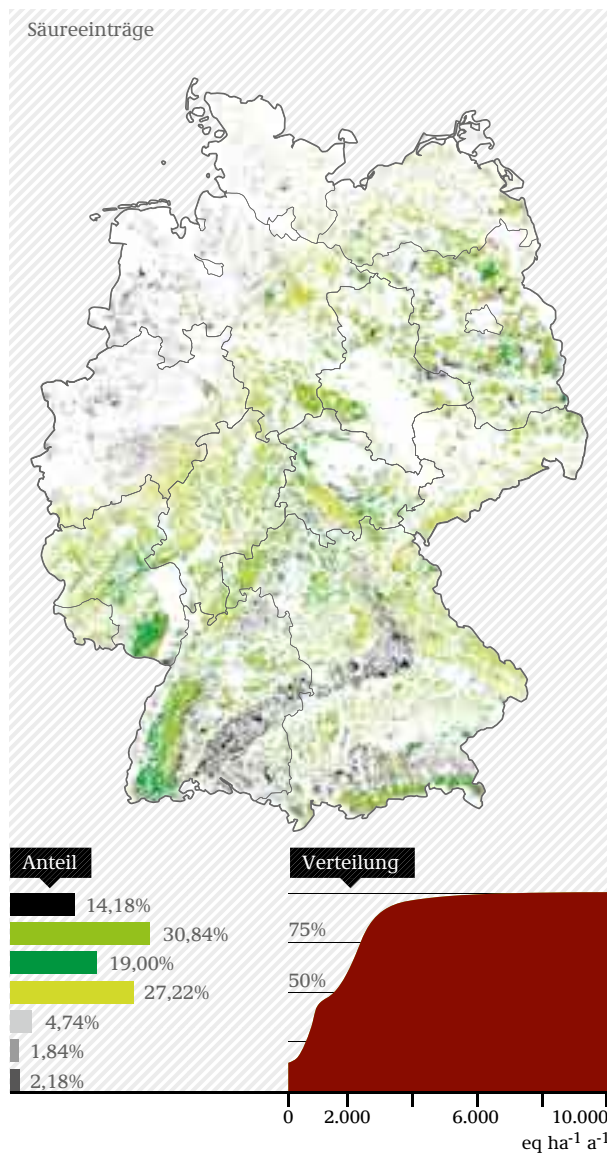 Säureeinträge
Anteil
14,18%
30,84%
19,00%
27,22%
4,74%
1,84%
2,18%
Verteilung
75%
50%
0 2.000 6.000 10.000
eq ha⁻¹ a⁻¹